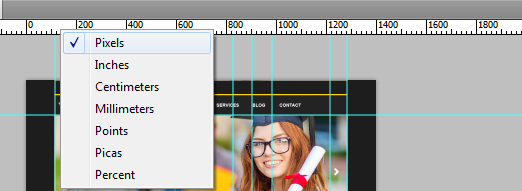 0 200 400 600 800 1000 1200 1400 1600 1800
Pixels
Inches
Centimeters
Millimeters
Points
Picas
Percent
SERVICES BLOG CONTACT